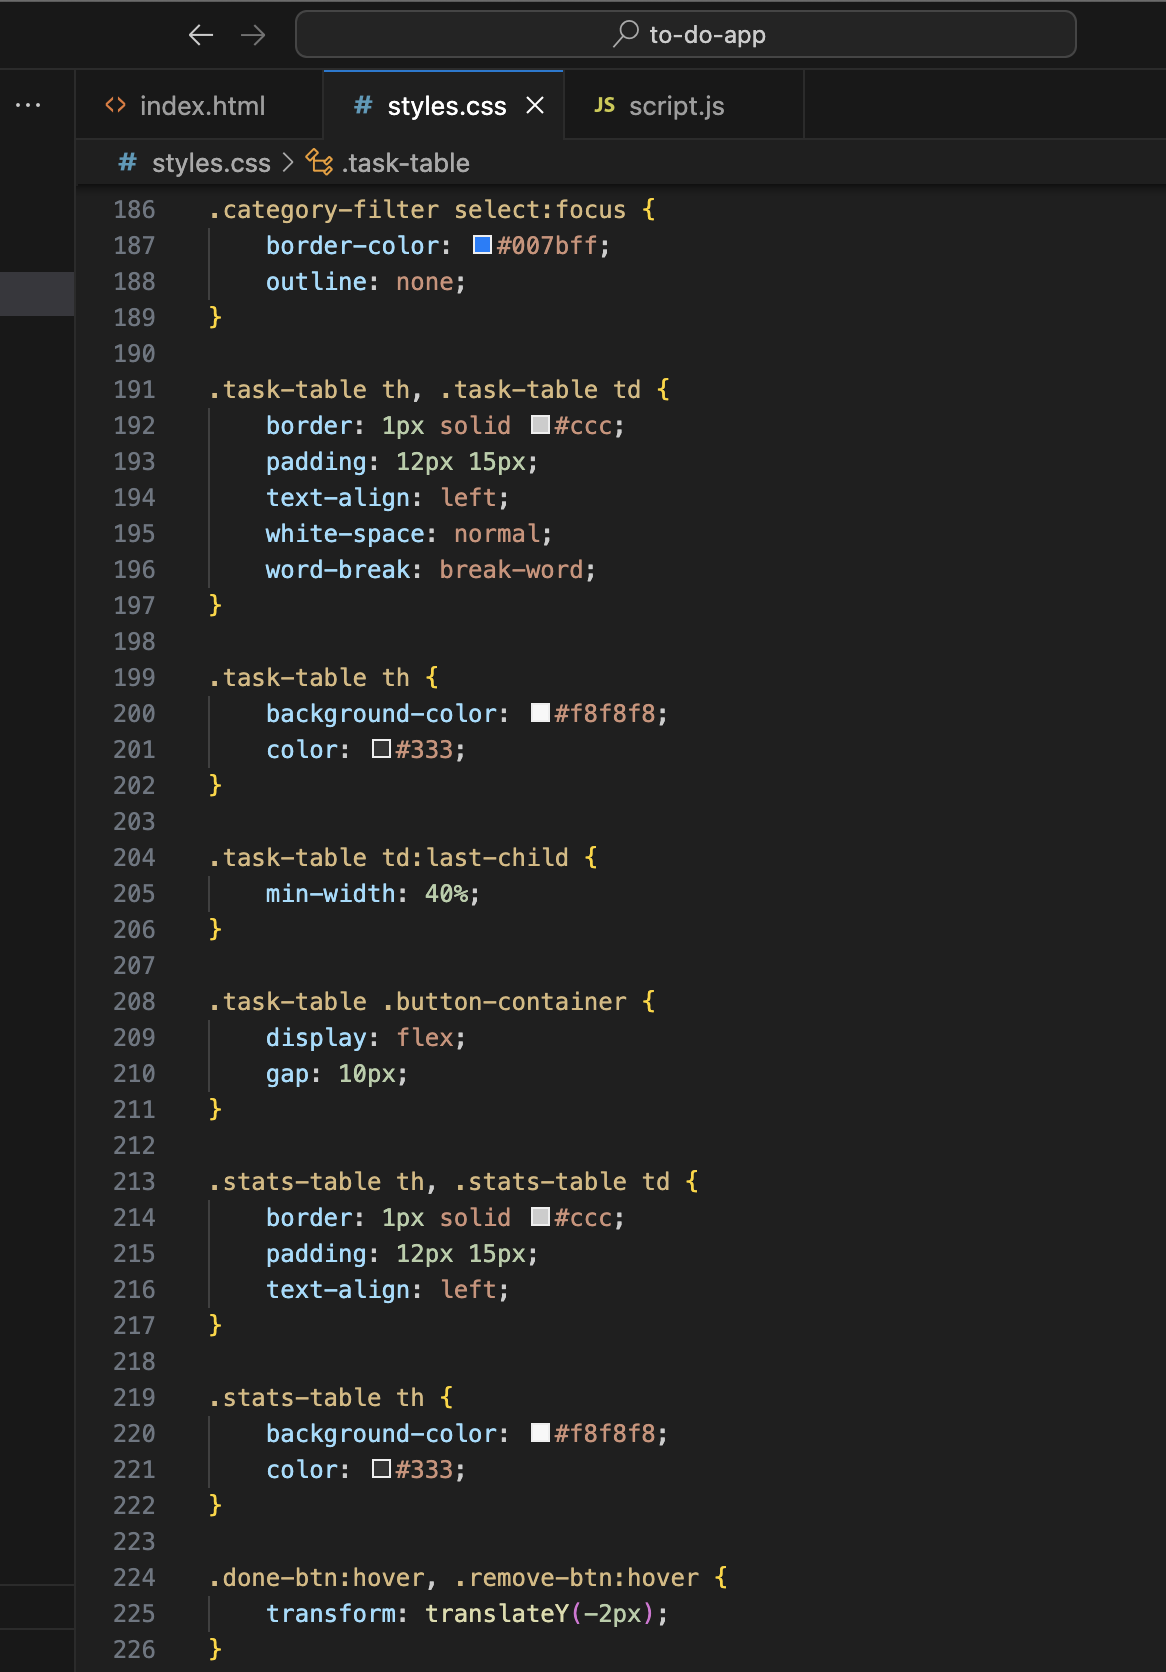 to-do-app
index.html
# styles.css
JS script.js
# styles.css > .task-table
186 .category-filter select:focus {
187 border-color: #007bff;
188 outline: none;
189 }
190
191 .task-table th, .task-table td {
192 border: 1px solid #ccc;
193 padding: 12px 15px;
194 text-align: left;
195 white-space: normal;
196 word-break: break-word;
197 }
198
199 .task-table th {
200 background-color: #f8f8f8;
201 color: #333;
202 }
203
204 .task-table td:last-child {
205 min-width: 40%;
206 }
207
208 .task-table .button-container {
209 display: flex;
210 gap: 10px;
211 }
212
213 .stats-table th, .stats-table td {
214 border: 1px solid #ccc;
215 padding: 12px 15px;
216 text-align: left;
217 }
218
219 .stats-table th {
220 background-color: #f8f8f8;
221 color: #333;
222 }
223
224 .done-btn:hover, .remove-btn:hover {
225 transform: translateY(-2px);
226 }